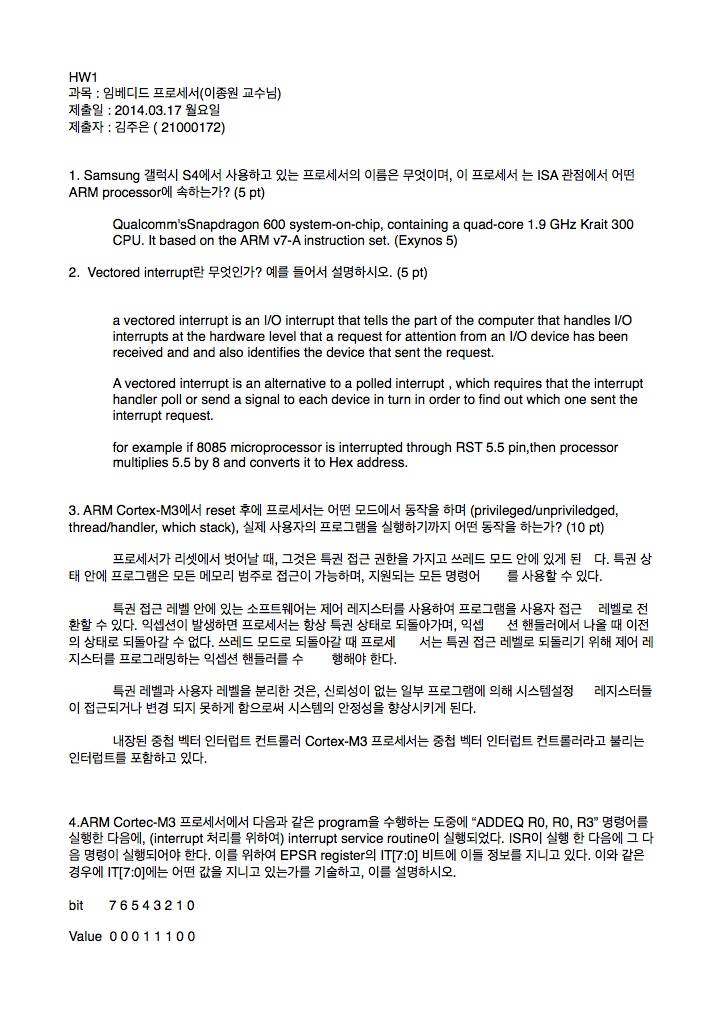 HW1
과목 : 임베디드 프로세서(이종원 교수님)
제출일 : 2014.03.17 월요일
제출자 : 김주은 ( 21000172)
1. Samsung 갤럭시 S4에서 사용하고 있는 프로세서의 이름은 무엇이며, 이 프로세서 는 ISA 관점에서 어떤
ARM processor에 속하는가? (5 pt)
Qualcomm'sSnapdragon 600 system-on-chip, containing a quad-core 1.9 GHz Krait 300
CPU. It based on the ARM v7-A instruction set. (Exynos 5)
2. Vectored interrupt란 무엇인가? 예를 들어서 설명하시오. (5 pt)
a vectored interrupt is an I/O interrupt that tells the part of the computer that handles I/O
interrupts at the hardware level that a request for attention from an I/O device has been
received and and also identifies the device that sent the request.
A vectored interrupt is an alternative to a polled interrupt , which requires that the interrupt
handler poll or send a signal to each device in turn in order to find out which one sent the
interrupt request.
for example if 8085 microprocessor is interrupted through RST 5.5 pin,then processor
multiplies 5.5 by 8 and converts it to Hex address.
3. ARM Cortex-M3에서 reset 후에 프로세서는 어떤 모드에서 동작을 하며 (privileged/unpriviledged,
thread/handler, which stack), 실제 사용자의 프로그램을 실행하기까지 어떤 동작을 하는가? (10 pt)
프로세서가 리셋에서 벗어날 때, 그것은 특권 접근 권한을 가지고 쓰레드 모드 안에 있게 된 다. 특권 상
태 안에 프로그램은 모든 메모리 범주로 접근이 가능하며, 지원되는 모든 명령어 를 사용할 수 있다.
특권 접근 레벨 안에 있는 소프트웨어는 제어 레지스터를 사용하여 프로그램을 사용자 접근 레벨로 전
환할 수 있다. 익셉션이 발생하면 프로세서는 항상 특권 상태로 되돌아가며, 익셉 션 핸들러에서 나올 때 이전
의 상태로 되돌아갈 수 없다. 쓰레드 모드로 되돌아갈 때 프로세 서는 특권 접근 레벨로 되돌리기 위해 제어 레
지스터를 프로그래밍하는 익셉션 핸들러를 수 행해야 한다.
특권 레벨과 사용자 레벨을 분리한 것은, 신뢰성이 없는 일부 프로그램에 의해 시스템설정 레지스터들
이 접근되거나 변경 되지 못하게 함으로써 시스템의 안정성을 향상시키게 된다.
내장된 중첩 벡터 인터럽트 컨트롤러 Cortex-M3 프로세서는 중첩 벡터 인터럽트 컨트롤러라고 불리는
인터럽트를 포함하고 있다.
4.ARM Cortec-M3 프로세서에서 다음과 같은 program을 수행하는 도중에 “ADDEQ R0, R0, R3” 명령어를
실행한 다음에, (interrupt 처리를 위하여) interrupt service routine이 실행되었다. ISR이 실행 한 다음에 그 다
음 명령이 실행되어야 한다. 이를 위하여 EPSR register의 IT[7:0] 비트에 이들 정보를 지니고 있다. 이와 같은
경우에 IT[7:0]에는 어떤 값을 지니고 있는가를 기술하고, 이를 설명하시오.
bit 7 6 5 4 3 2 1 0
Value 0 0 0 1 1 1 0 0